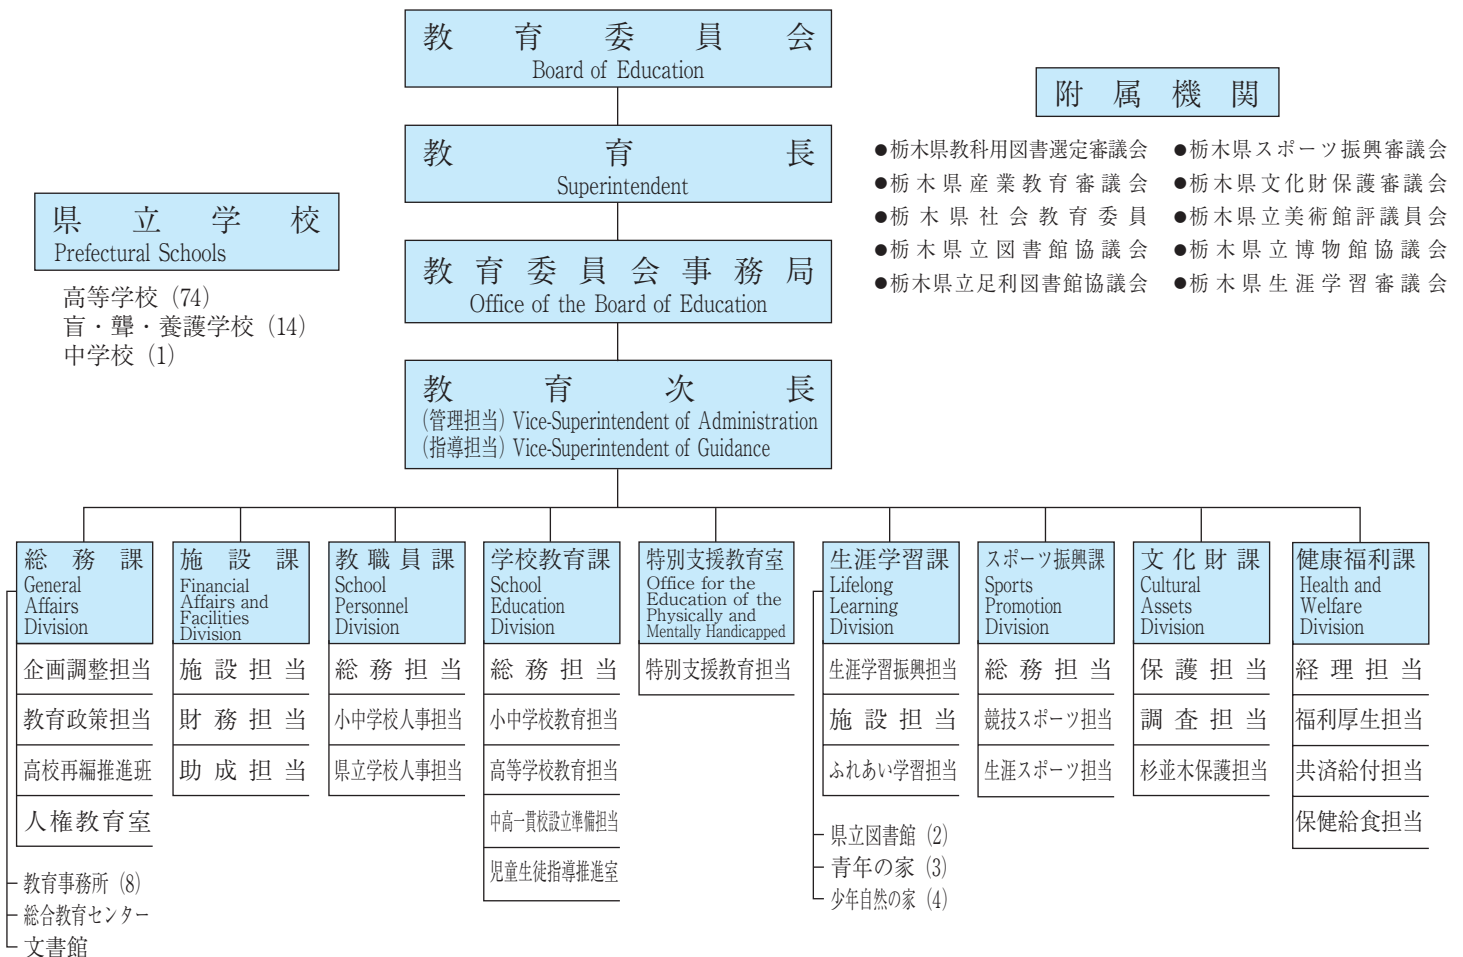 教育委員会
Board of Education
附属機関
教育長
Superintendent
●栃木県教科用図書選定審議会
●栃木県産業教育審議会
●栃木県社会教育委員
●栃木県立図書館協議会
●栃木県立足利図書館協議会
●栃木県スポーツ振興審議会
●栃木県文化財保護審議会
●栃木県立美術館評議員会
●栃木県立博物館協議会
●栃木県生涯学習審議会
県立学校
Prefectural Schools
高等学校 (74)
盲・聾・養護学校 (14)
中学校 (1)
教育委員会事務局
Office of the Board of Education
教育次長
(管理担当) Vice-Superintendent of Administration
(指導担当) Vice-Superintendent of Guidance
総務課
General
Affairs
Division
企画調整担当
教育政策担当
高校再編推進班
人権教育室
教育事務所 (8)
総合教育センター
文書館
施設課
Financial
Affairs and
Facilities
Division
施設担当
財務担当
助成担当
教職員課
School
Personnel
Division
総務担当
小中学校人事担当
県立学校人事担当
学校教育課
School
Education
Division
総務担当
小中学校教育担当
高等学校教育担当
中高一貫校設立準備担当
児童生徒指導推進室
特別支援教育室
Office for the
Education of the
Physically and
Mentally Handicapped
特別支援教育担当
生涯学習課
Lifelong
Learning
Division
生涯学習振興担当
施設担当
ふれあい学習担当
県立図書館 (2)
青年の家 (3)
少年自然の家 (4)
スポーツ振興課
Sports
Promotion
Division
総務担当
競技スポーツ担当
生涯スポーツ担当
文化財課
Cultural
Assets
Division
保護担当
調査担当
杉並木保護担当
健康福利課
Health and
Welfare
Division
経理担当
福利厚生担当
共済給付担当
保健給食担当